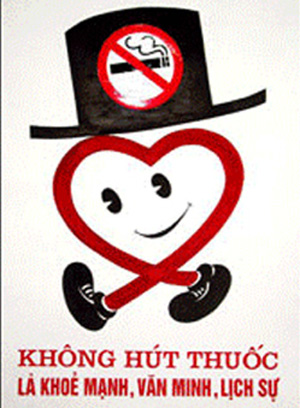 KHÔNG HÚT THUỐC
LÀ KHOẺ MẠNH, VĂN MINH, LỊCH SỰ